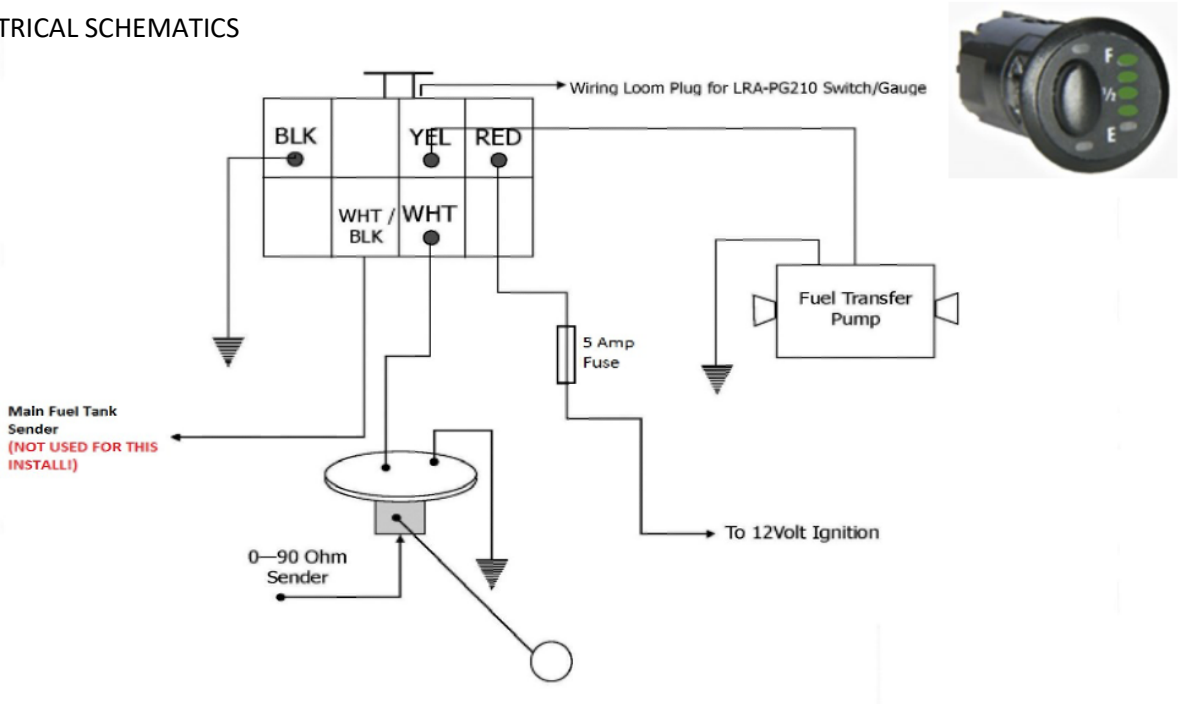 TRICAL SCHEMATICS
Wiring Loom Plug for LRA-PG210 Switch/Gauge
F
1/2
E
BLK
YEL
RED
WHT /
BLK
WHT
Fuel Transfer
Pump
5 Amp
Fuse
Main Fuel Tank
Sender
(NOT USED FOR THIS
INSTALL!)
To 12Volt Ignition
0—90 Ohm
Sender